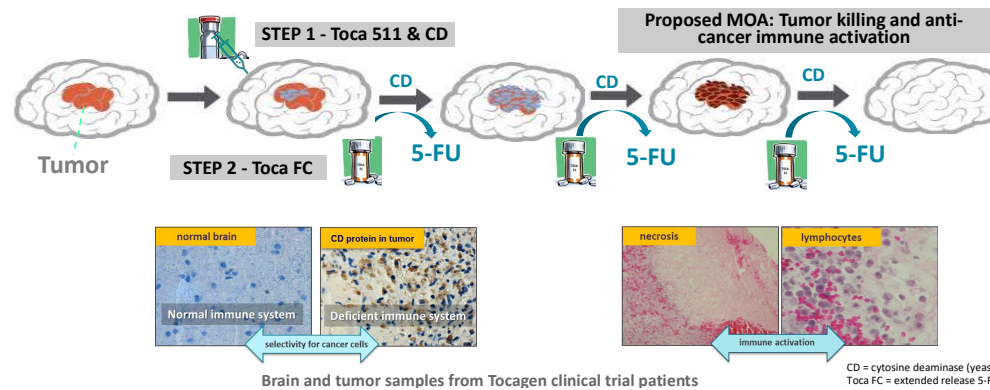 STEP 1 - Toca 511 & CD
Proposed MOA: Tumor killing and anti-
cancer immune activation
CD
CD
CD
Tumor
STEP 2 - Toca FC
5-FU
5-FU
5-FU
normal brain
CD protein in tumor
necrosis
lymphocytes
Normal immune system
Deficient immune system
selectivity for cancer cells
immune activation
CD = cytosine deaminase (yeas
Toca FC = extended release 5-F
Brain and tumor samples from Tocagen clinical trial patients